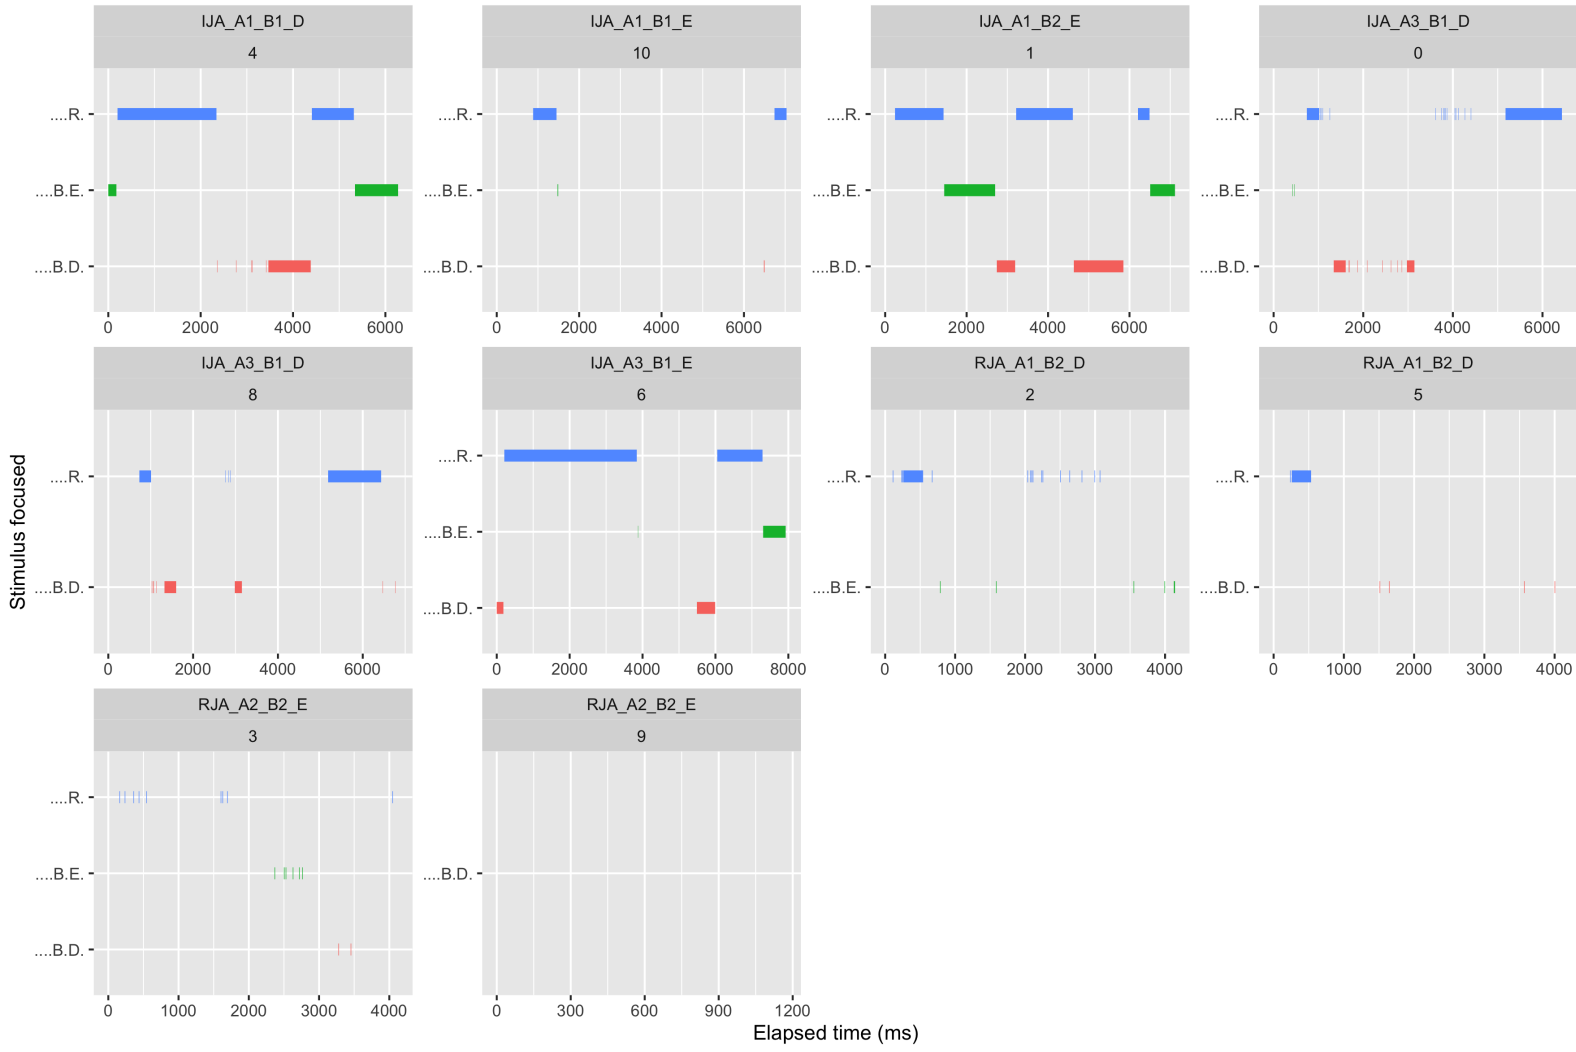 IJA_A1_B1_D
4
....R.
....B.E.
....B.D.
0 2000 4000 6000
IJA_A1_B1_E
10
....R.
....B.E.
....B.D.
0 2000 4000 6000
IJA_A1_B2_E
1
....R.
....B.E.
....B.D.
0 2000 4000 6000
IJA_A3_B1_D
0
....R.
....B.E.
....B.D.
0 2000 4000 6000
IJA_A3_B1_D
8
....R.
....B.D.
0 2000 4000 6000
IJA_A3_B1_E
6
....R.
....B.E.
....B.D.
0 2000 4000 6000 8000
RJA_A1_B2_D
2
....R.
....B.E.
0 1000 2000 3000 4000
RJA_A1_B2_D
5
....R.
....B.D.
0 1000 2000 3000 4000
RJA_A2_B2_E
3
....R.
....B.E.
....B.D.
0 1000 2000 3000 4000
RJA_A2_B2_E
9
....B.D.
0 300 600 900 1200
Stimulus focused
Elapsed time (ms)